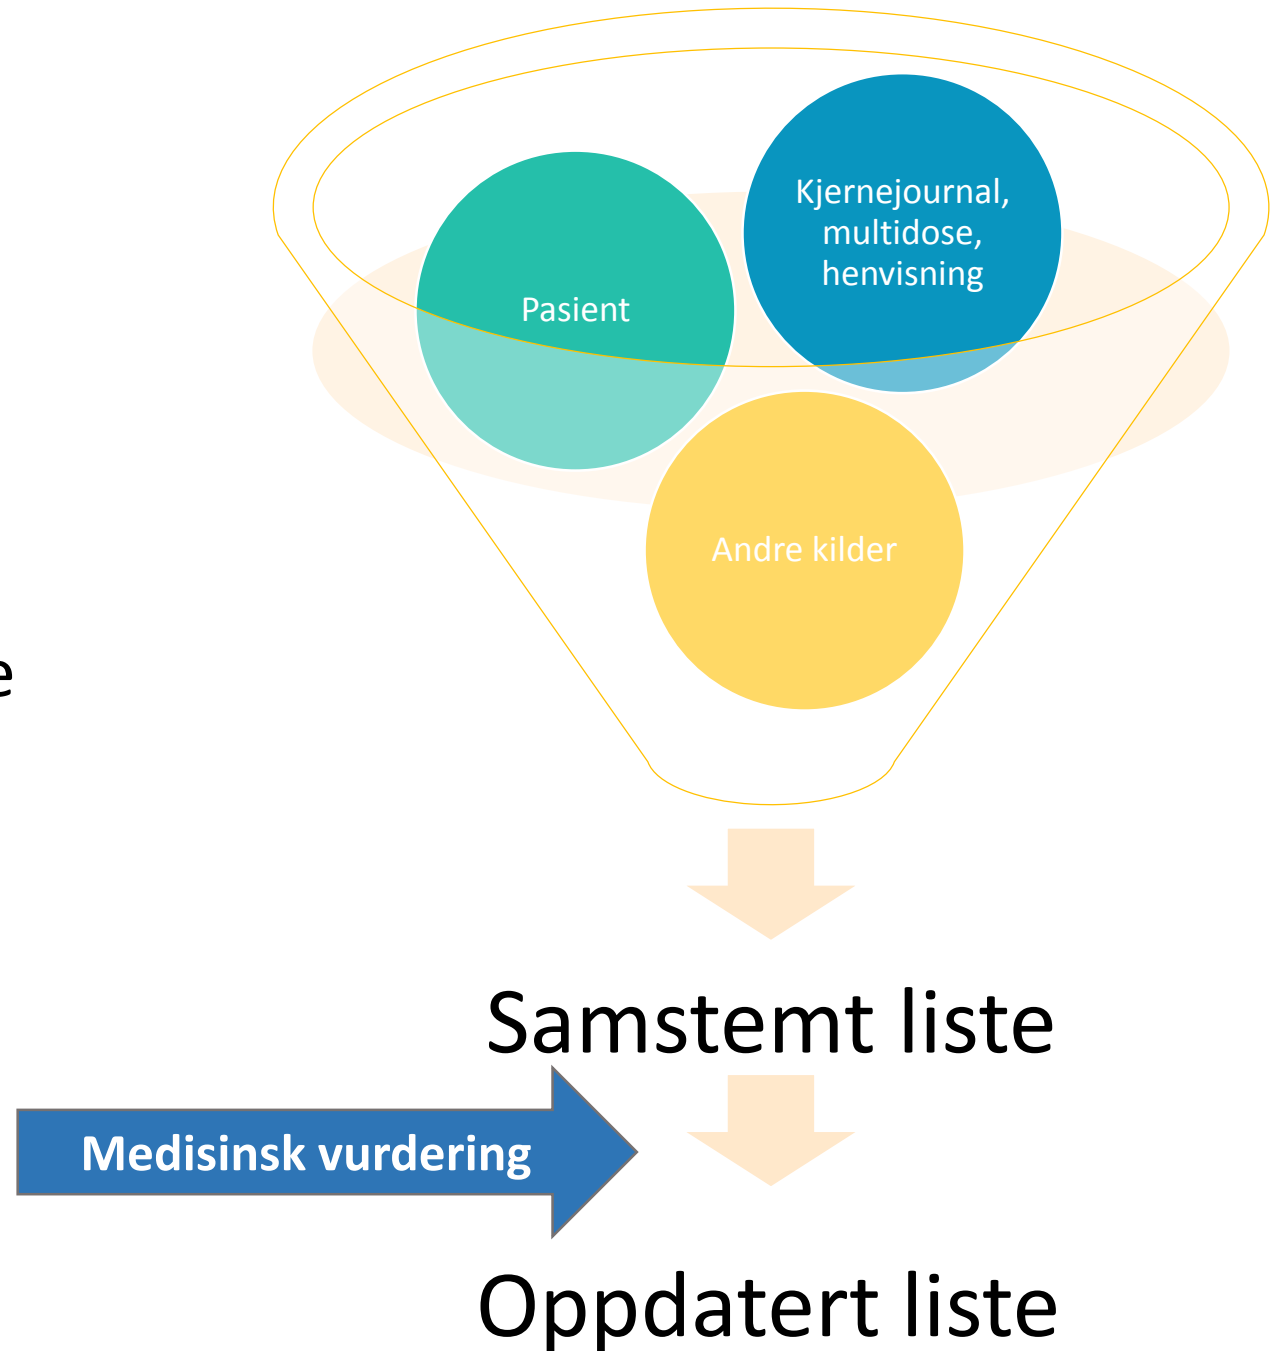 Kjernejournal,
multidose,
henvisning
Pasient
Andre kilder
e
Samstemt liste
Medisinsk vurdering
Oppdatert liste